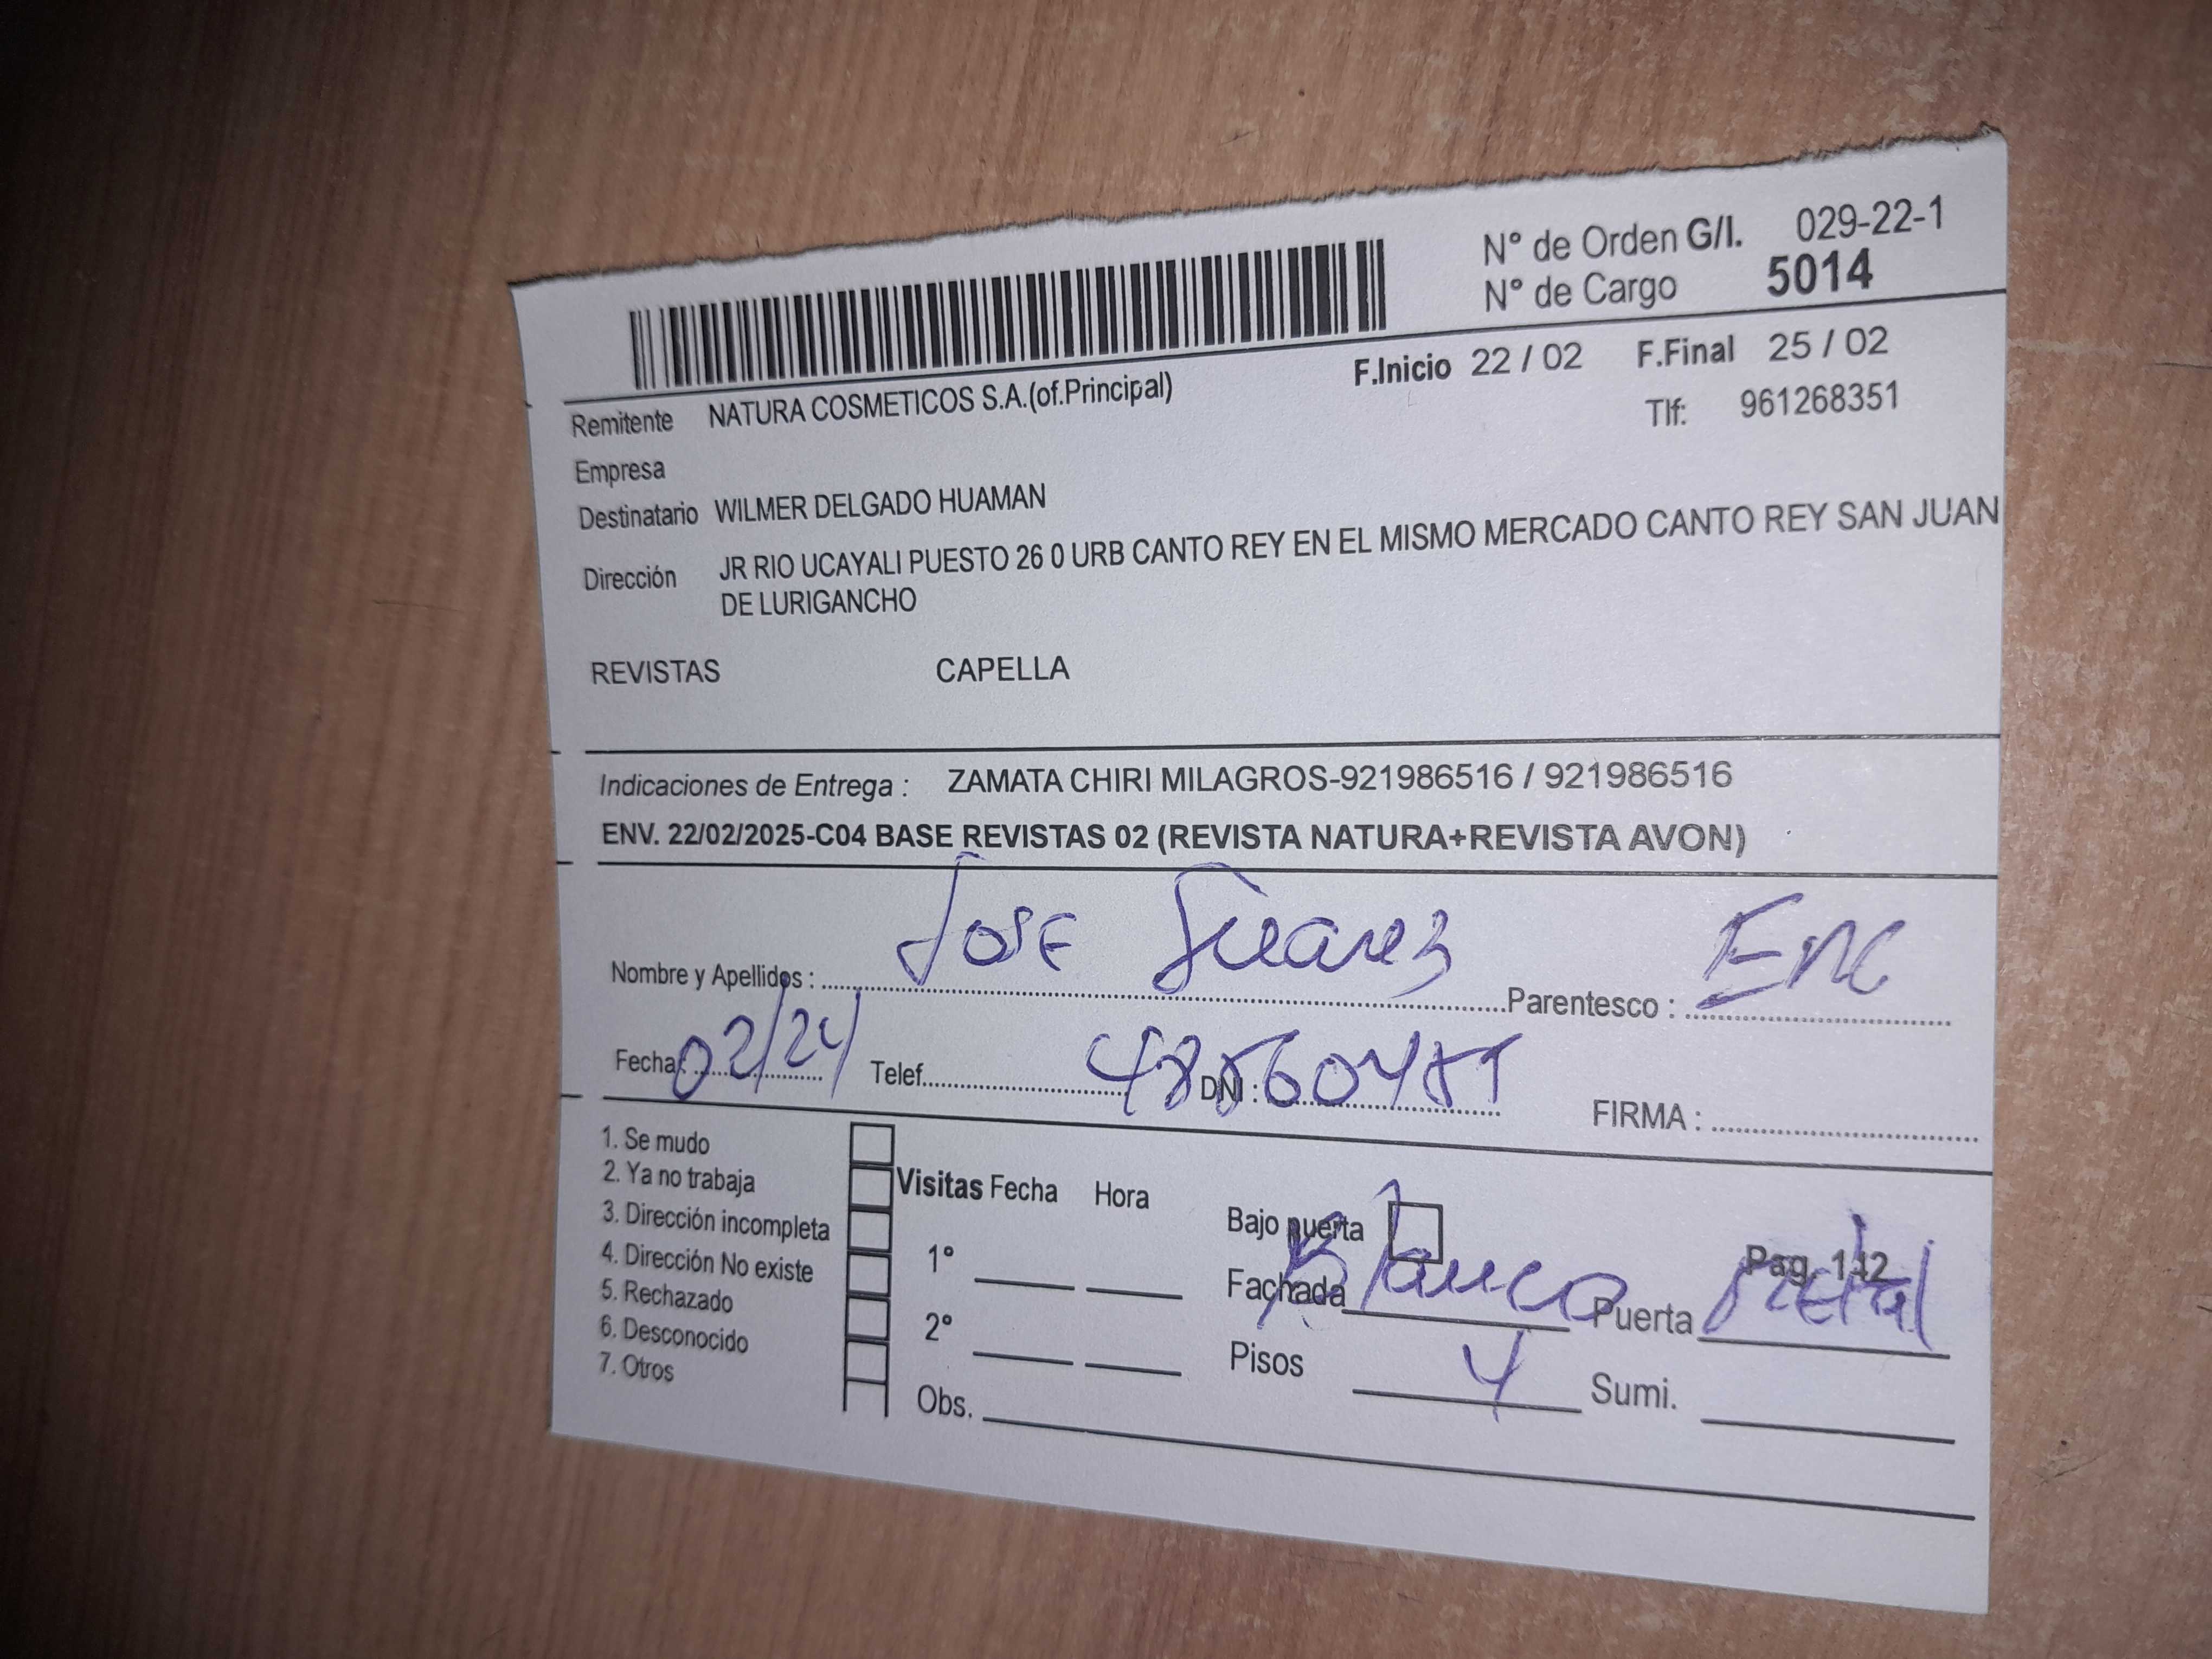 N° de Orden G/I. 029-22-1
N° de Cargo 5014
F.Inicio 22 / 02 F.Final 25 / 02
Remitente NATURA COSMETICOS S.A.(of.Principal) Tlf: 961268351
Empresa
Destinatario WILMER DELGADO HUAMAN
Dirección JR RIO UCAYALI PUESTO 26 0 URB CANTO REY EN EL MISMO MERCADO CANTO REY SAN JUAN
DE LURIGANCHO
REVISTAS CAPELLA
Indicaciones de Entrega : ZAMATA CHIRI MILAGROS-921986516 / 921986516
ENV. 22/02/2025-C04 BASE REVISTAS 02 (REVISTA NATURA+REVISTA AVON)
Nombre y Apellidos : Jose Suarez Parentesco : Enc
Fecha: 02/24 Telef. DNI : FIRMA :
1. Se mudo
2. Ya no trabaja Visitas Fecha Hora
3. Dirección incompleta Bajo puerta Pag. 142
4. Dirección No existe 1° Fachada Blanco Puerta Metal
5. Rechazado
6. Desconocido 2° Pisos 4 Sumi.
7. Otros Obs.